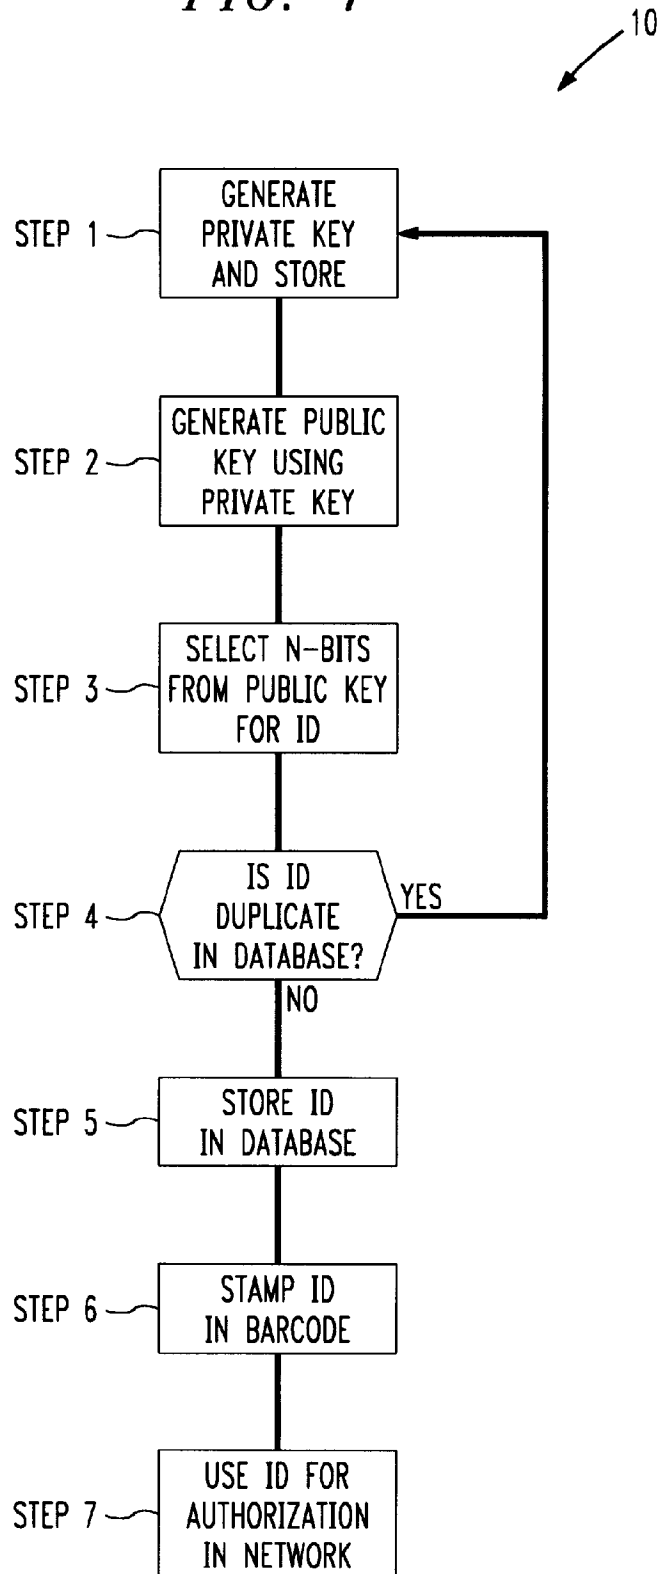 10
STEP 1
GENERATE
PRIVATE KEY
AND STORE
STEP 2
GENERATE PUBLIC
KEY USING
PRIVATE KEY
STEP 3
SELECT N-BITS
FROM PUBLIC KEY
FOR ID
STEP 4
IS ID
DUPLICATE
IN DATABASE?
YES
NO
STEP 5
STORE ID
IN DATABASE
STEP 6
STAMP ID
IN BARCODE
STEP 7
USE ID FOR
AUTHORIZATION
IN NETWORK